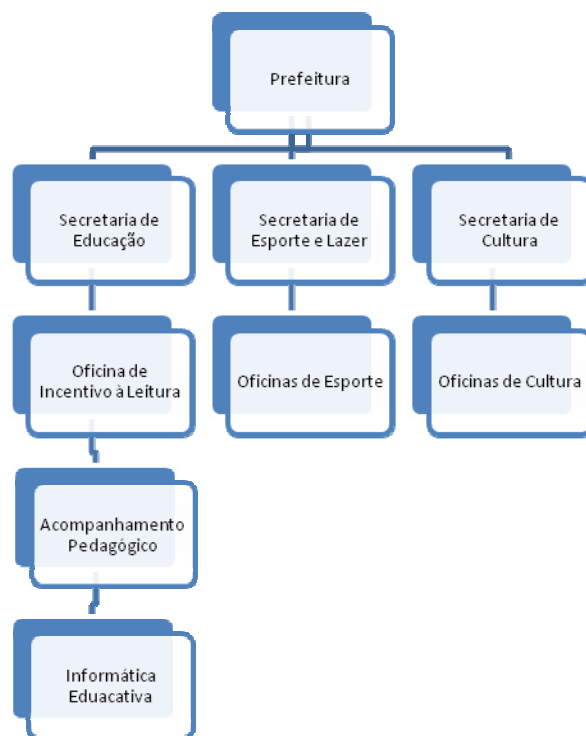 Prefeitura
Secretaria de
Educação
Secretaria de
Esporte e Lazer
Secretaria de
Cultura
Oficina de
Incentivo à Leitura
Oficinas de Esporte
Oficinas de Cultura
Acompanhamento
Pedagógico
Informática
Eduacativa